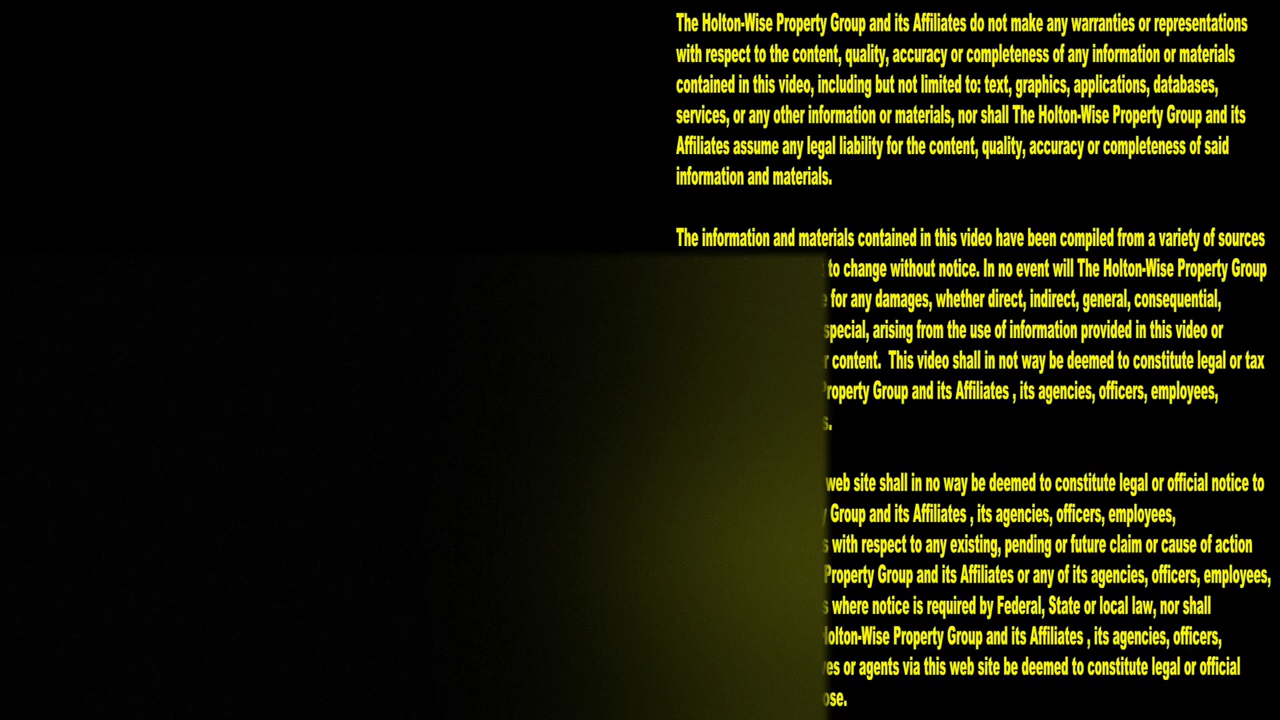 The Holton-Wise Property Group and its Affiliates do not make any warranties or representations
with respect to the content, quality, accuracy or completeness of any information or materials
contained in this video, including but not limited to: text, graphics, applications, databases,
services, or any other information or materials, nor shall The Holton-Wise Property Group and its
Affiliates assume any legal liability for the content, quality, accuracy or completeness of said
information and materials.
The information and materials contained in this video have been compiled from a variety of sources
to change without notice. In no event will The Holton-Wise Property Group
for any damages, whether direct, indirect, general, consequential,
special, arising from the use of information provided in this video or
content. This video shall in not way be deemed to constitute legal or tax
Property Group and its Affiliates , its agencies, officers, employees,
web site shall in no way be deemed to constitute legal or official notice to
Group and its Affiliates , its agencies, officers, employees,
with respect to any existing, pending or future claim or cause of action
Property Group and its Affiliates or any of its agencies, officers, employees,
where notice is required by Federal, State or local law, nor shall
Holton-Wise Property Group and its Affiliates , its agencies, officers,
or agents via this web site be deemed to constitute legal or official